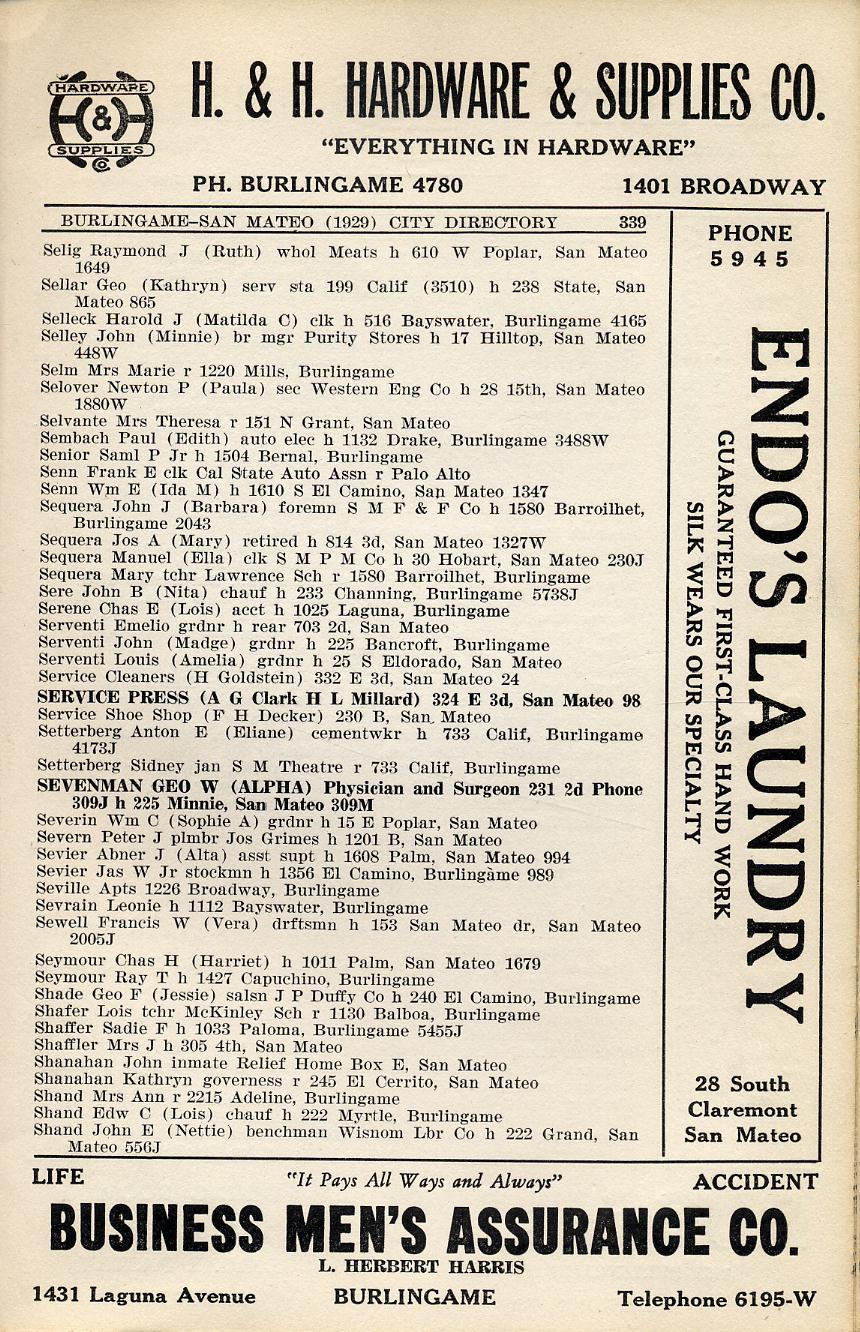 HARDWARE
H & H
SUPPLIES
Co
H. & H. HARDWARE & SUPPLIES CO.
"EVERYTHING IN HARDWARE"
PH. BURLINGAME 4780 1401 BROADWAY
BURLINGAME–SAN MATEO (1929) CITY DIRECTORY 339
Selig Raymond J (Ruth) whol Meats h 610 W Poplar, San Mateo
1649
Sellar Geo (Kathryn) serv sta 199 Calif (3510) h 238 State, San
Mateo 865
Selleck Harold J (Matilda C) clk h 516 Bayswater, Burlingame 4165
Selley John (Minnie) br mgr Purity Stores h 17 Hilltop, San Mateo
448W
Selm Mrs Marie r 1220 Mills, Burlingame
Selover Newton P (Paula) sec Western Eng Co h 28 15th, San Mateo
1880W
Selvante Mrs Theresa r 151 N Grant, San Mateo
Sembach Paul (Edith) auto elec h 1132 Drake, Burlingame 3488W
Senior Saml P Jr h 1504 Bernal, Burlingame
Senn Frank E clk Cal State Auto Assn r Palo Alto
Senn Wm E (Ida M) h 1610 S El Camino, San Mateo 1347
Sequera John J (Barbara) foremn S M F & F Co h 1580 Barroilhet,
Burlingame 2043
Sequera Jos A (Mary) retired h 814 3d, San Mateo 1327W
Sequera Manuel (Ella) clk S M P M Co h 30 Hobart, San Mateo 230J
Sequera Mary tchr Lawrence Sch r 1580 Barroilhet, Burlingame
Sere John B (Nita) chauf h 233 Channing, Burlingame 5738J
Serene Chas E (Lois) acct h 1025 Laguna, Burlingame
Serventi Emelio grdnr h rear 703 2d, San Mateo
Serventi John (Madge) grdnr h 225 Bancroft, Burlingame
Serventi Louis (Amelia) grdnr h 25 S Eldorado, San Mateo
Service Cleaners (H Goldstein) 332 E 3d, San Mateo 24
SERVICE PRESS (A G Clark H L Millard) 324 E 3d, San Mateo 98
Service Shoe Shop (F H Decker) 230 B, San Mateo
Setterberg Anton E (Eliane) cementwkr h 733 Calif, Burlingame
4173J
Setterberg Sidney jan S M Theatre r 733 Calif, Burlingame
SEVENMAN GEO W (ALPHA) Physician and Surgeon 231 2d Phone
309J h 225 Minnie, San Mateo 309M
Severin Wm C (Sophie A) grdnr h 15 E Poplar, San Mateo
Severn Peter J plmbr Jos Grimes h 1201 B, San Mateo
Sevier Abner J (Alta) asst supt h 1608 Palm, San Mateo 994
Sevier Jas W Jr stockmn h 1356 El Camino, Burlingame 989
Seville Apts 1226 Broadway, Burlingame
Sevrain Leonie h 1112 Bayswater, Burlingame
Sewell Francis W (Vera) drftsmn h 153 San Mateo dr, San Mateo
2005J
Seymour Chas H (Harriet) h 1011 Palm, San Mateo 1679
Seymour Ray T h 1427 Capuchino, Burlingame
Shade Geo F (Jessie) salsn J P Duffy Co h 240 El Camino, Burlingame
Shafer Lois tchr McKinley Sch r 1130 Balboa, Burlingame
Shaffer Sadie F h 1033 Paloma, Burlingame 5455J
Shaffler Mrs J h 305 4th, San Mateo
Shanahan John inmate Relief Home Box E, San Mateo
Shanahan Kathryn governess r 245 El Cerrito, San Mateo
Shand Mrs Ann r 2215 Adeline, Burlingame
Shand Edw C (Lois) chauf h 222 Myrtle, Burlingame
Shand John E (Nettie) benchman Wisnom Lbr Co h 222 Grand, San
Mateo 556J
PHONE
5945
ENDO'S LAUNDRY
GUARANTEED FIRST-CLASS HAND WORK
SILK WEARS OUR SPECIALTY
28 South
Claremont
San Mateo
LIFE "It Pays All Ways and Always" ACCIDENT
BUSINESS MEN'S ASSURANCE CO.
L. HERBERT HARRIS
1431 Laguna Avenue BURLINGAME Telephone 6195-W